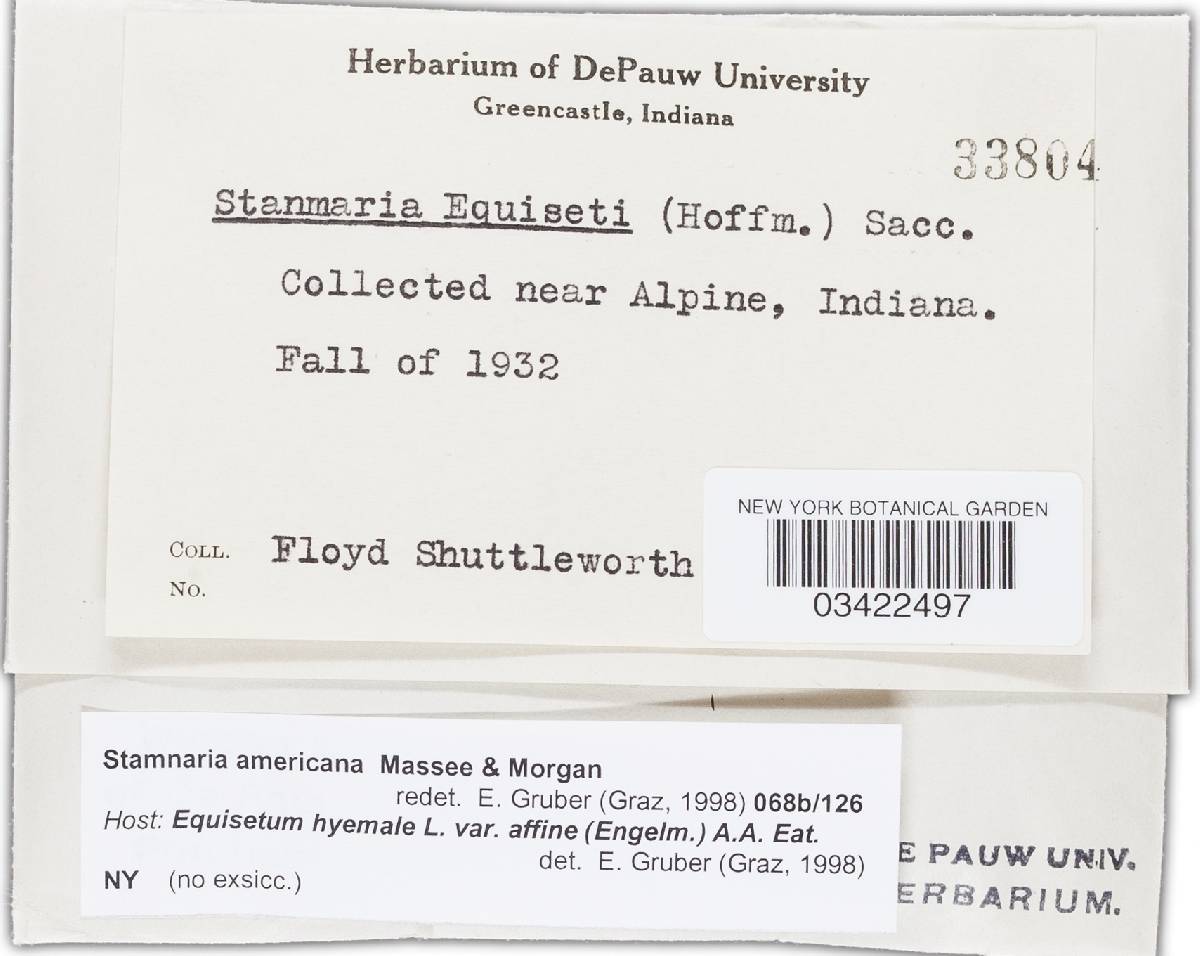 Herbarium of DePauw University
Greencastle, Indiana
33804
Stanmaria Equiseti (Hoffm.) Sacc.
Collected near Alpine, Indiana.
Fall of 1932
COLL. Floyd Shuttleworth
NO.
NEW YORK BOTANICAL GARDEN
03422497
Stamnaria americana Massee & Morgan
redet. E. Gruber (Graz, 1998) 068b/126
Host: Equisetum hyemale L. var. affine (Engelm.) A.A. Eat.
det. E. Gruber (Graz, 1998)
NY (no exsicc.)
E PAUW UNIV.
ERBARIUM.